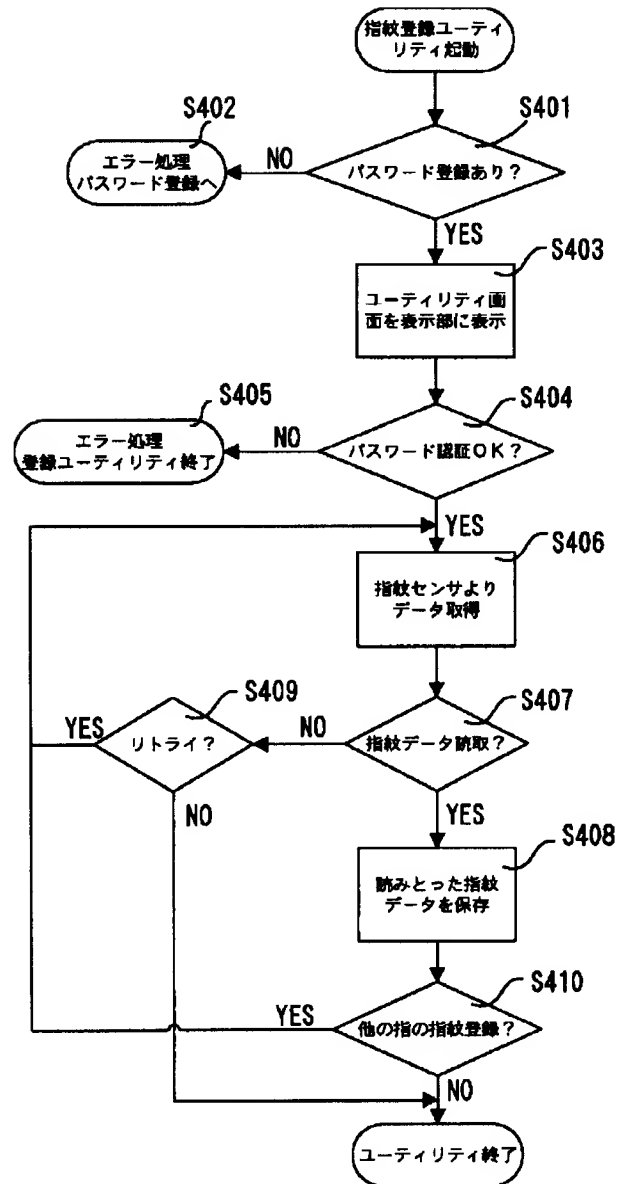 指紋登録ユーティ
リティ起動
S401
S402
パスワード登録あり?
NO
エラー処理
パスワード登録へ
YES
S403
ユーティリティ画
面を表示部に表示
S404
S405
パスワード認証OK?
NO
エラー処理
登録ユーティリティ終了
YES
S406
指紋センサより
データ取得
S407
指紋データ読取?
NO
S409
リトライ?
YES
NO
YES
S408
読みとった指紋
データを保存
S410
他の指の指紋登録?
YES
NO
ユーティリティ終了